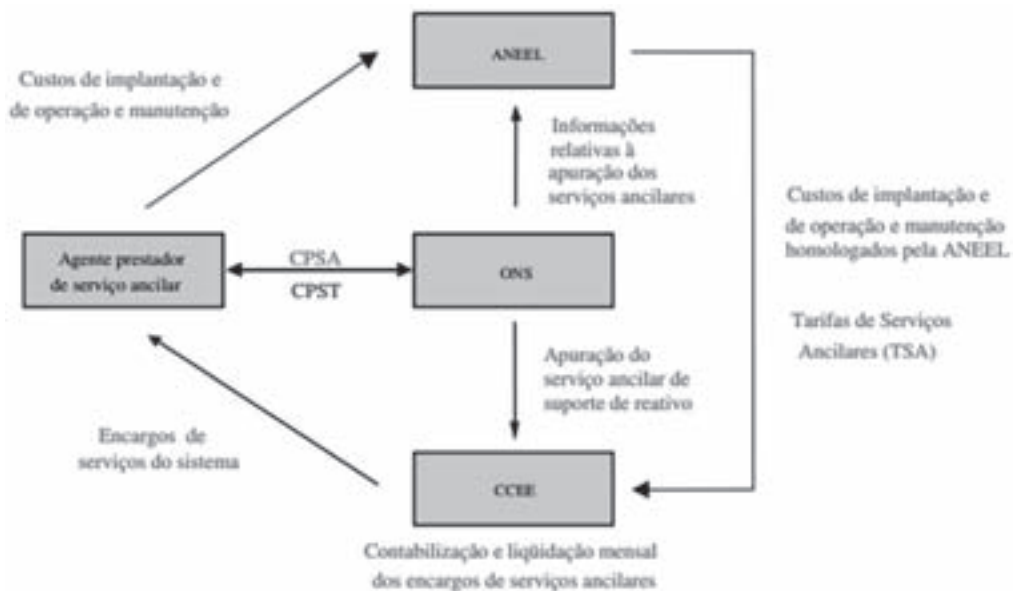 ANEEL
Custos de implantação e
de operação e manutenção
Informações
relativas à
apuração dos
serviços ancilares
Custos de implantação e
de operação e manutenção
homologados pela ANEEL
Agente prestador
de serviço ancilar
CPSA
CPST
ONS
Tarifas de Serviços
Ancilares (TSA)
Apuração do
serviço ancilar de
suporte de reativo
Encargos de
serviços do sistema
CCEE
Contabilização e liqüidação mensal
dos encargos de serviços ancilares